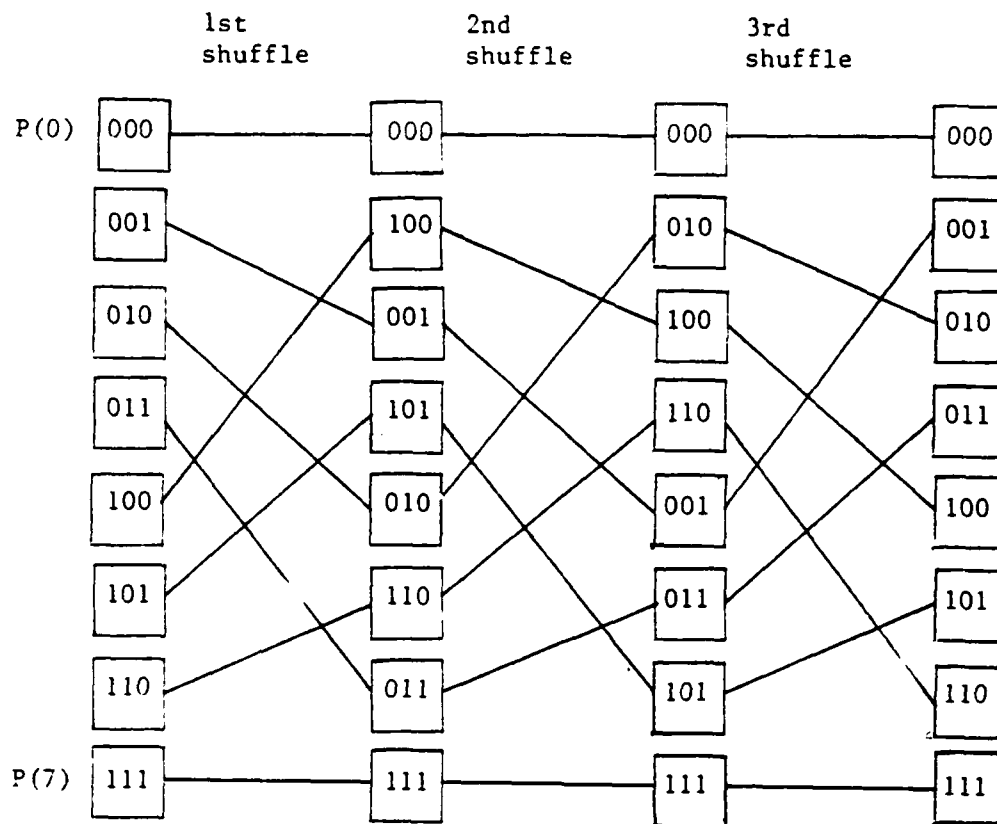 1st 2nd 3rd
shuffle shuffle shuffle
P(0) 000 000 000 000
001 100 010 001
010 001 100 010
011 101 110 011
100 010 001 100
101 110 011 101
110 011 101 110
P(7) 111 111 111 111